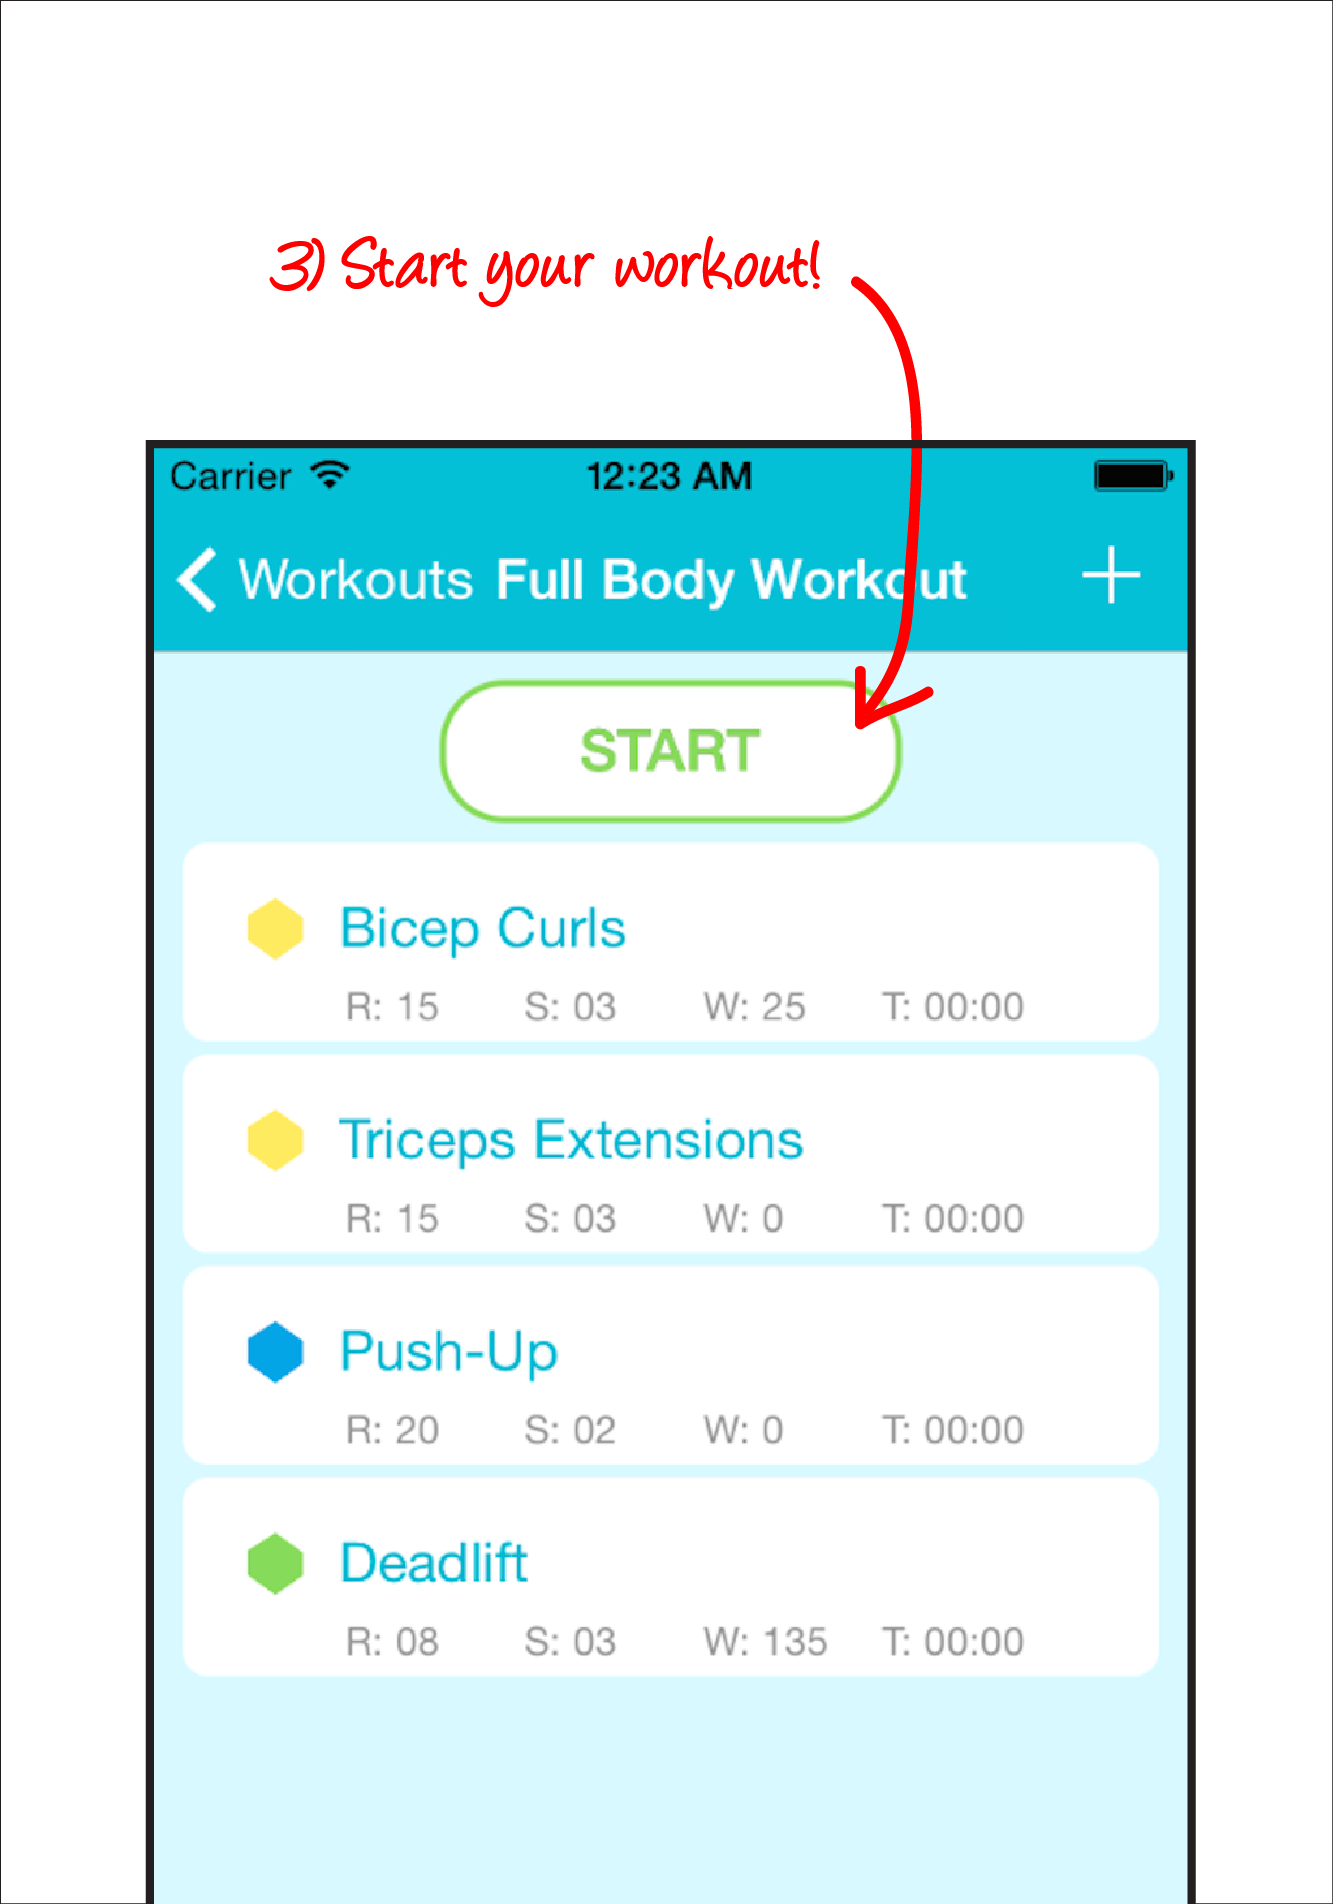 3) Start your workout!
Carrier 12:23 AM
Workouts Full Body Workout
START
Bicep Curls
R: 15 S: 03 W: 25 T: 00:00
Triceps Extensions
R: 15 S: 03 W: 0 T: 00:00
Push-Up
R: 20 S: 02 W: 0 T: 00:00
Deadlift
R: 08 S: 03 W: 135 T: 00:00